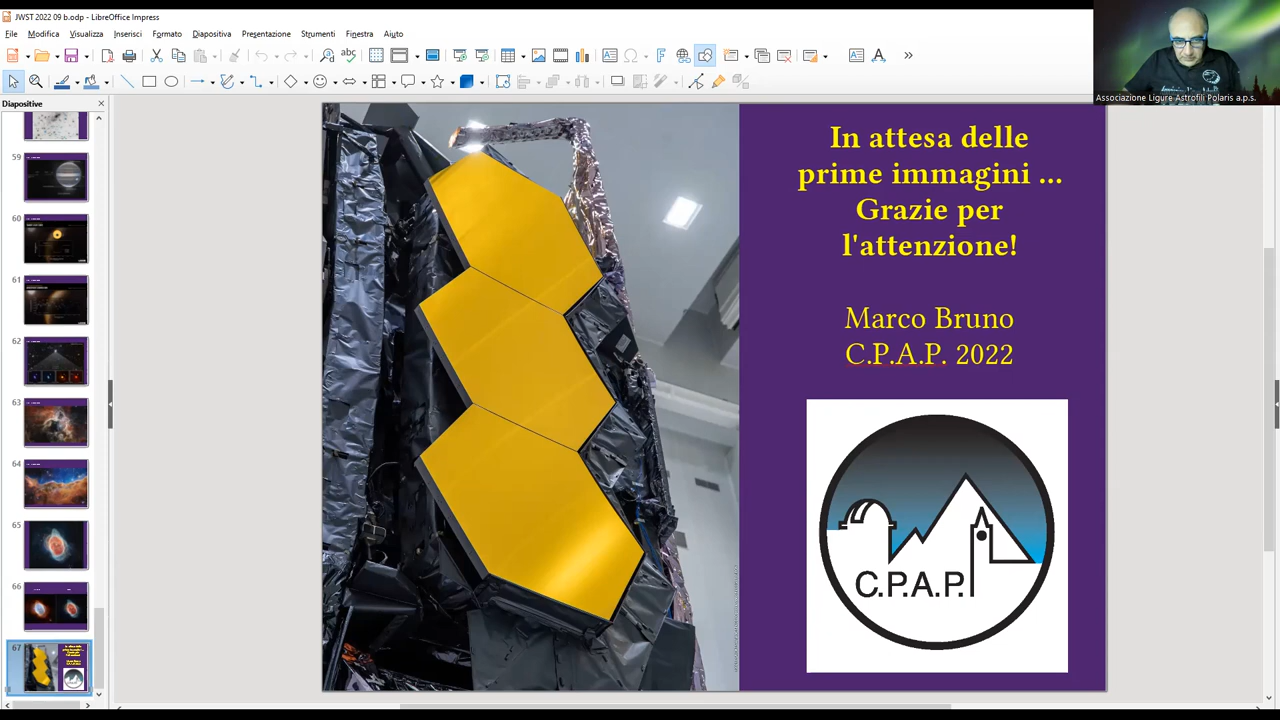 JWST 2022 09 b.odp - LibreOffice Impress
File Modifica Visualizza Inserisci Formato Diapositiva Presentazione Strumenti Finestra Aiuto
Associazione Ligure Astrofili Polaris a.p.s.
Diapositive
59
60
61
62
63
64
65
66
67
In attesa delle
prime immagini ...
Grazie per
l'attenzione!
Marco Bruno
C.P.A.P. 2022
C.P.A.P.